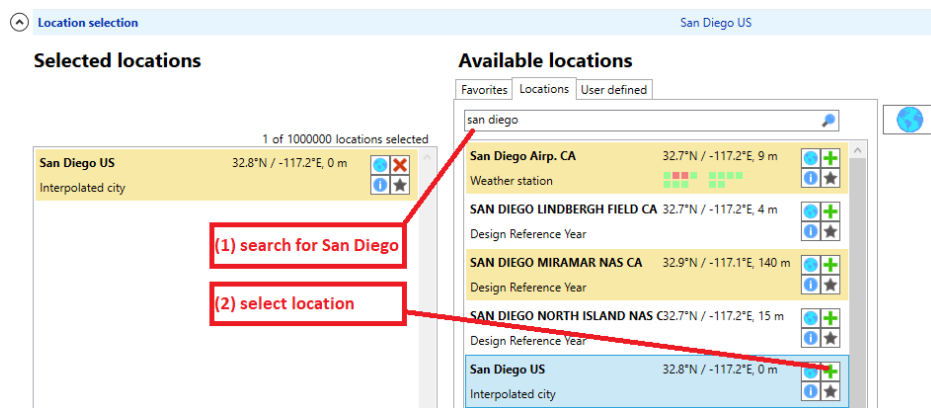 Location selection
San Diego US
Selected locations
1 of 1000000 locations selected
San Diego US 32.8°N / -117.2°E, 0 m
Interpolated city
(1) search for San Diego
(2) select location
Available locations
Favorites Locations User defined
san diego
San Diego Airp. CA 32.7°N / -117.2°E, 9 m
Weather station
SAN DIEGO LINDBERGH FIELD CA 32.7°N / -117.2°E, 4 m
Design Reference Year
SAN DIEGO MIRAMAR NAS CA 32.9°N / -117.1°E, 140 m
Design Reference Year
SAN DIEGO NORTH ISLAND NAS C32.7°N / -117.2°E, 15 m
Design Reference Year
San Diego US 32.8°N / -117.2°E, 0 m
Interpolated city